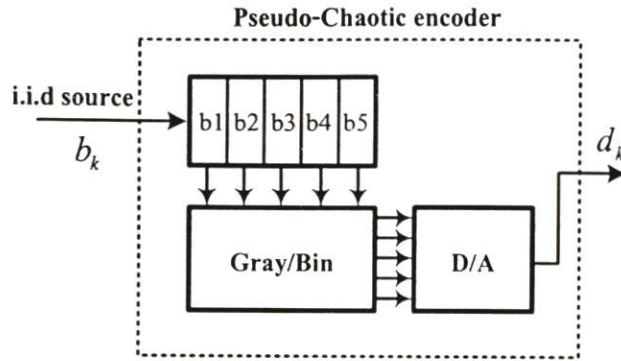 Pseudo-Chaotic encoder
i.i.d source
b_k
b1 b2 b3 b4 b5
d_k
Gray/Bin
D/A